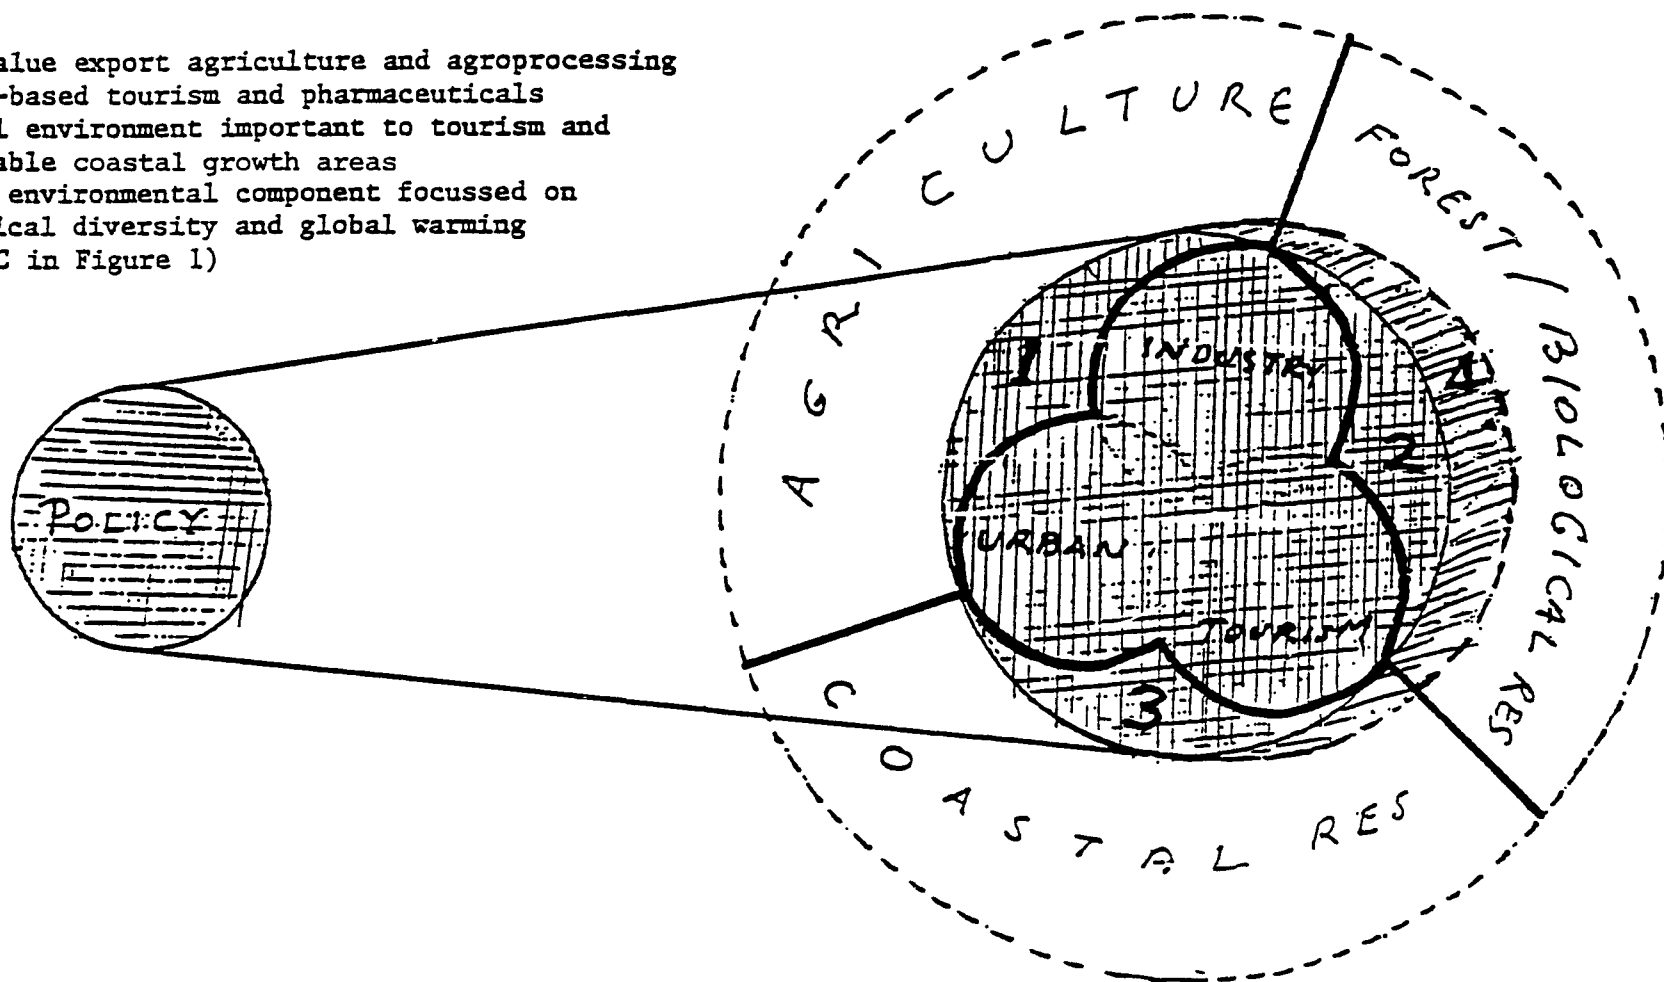 alue export agriculture and agroprocessing
-based tourism and pharmaceuticals
l environment important to tourism and
able coastal growth areas
environmental component focussed on
ical diversity and global warming
C in Figure 1)
AGRICULTURE
FOREST / BIOLOGICAL RES
COASTAL RES
POLICY
1
INDUSTRY
4
2
URBAN
TOURISM
3